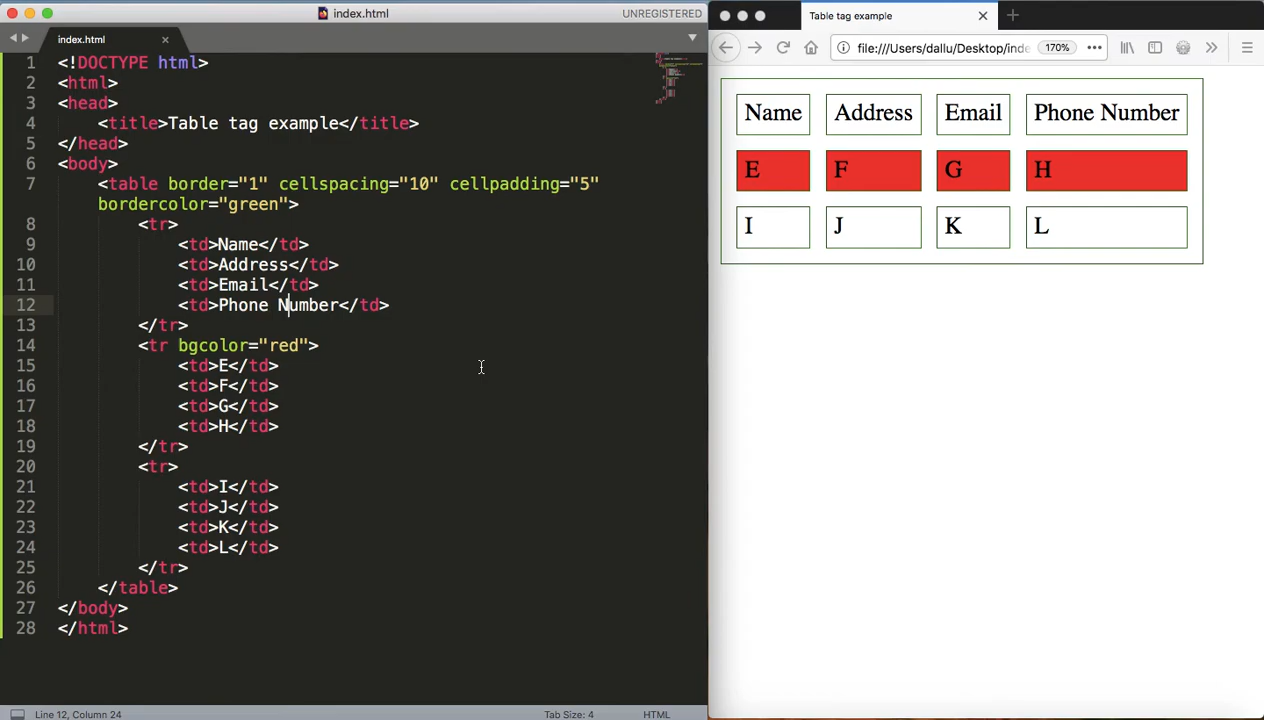 index.html
UNREGISTERED
index.html
1 <!DOCTYPE html>
2 <html>
3 <head>
4 <title>Table tag example</title>
5 </head>
6 <body>
7 <table border="1" cellspacing="10" cellpadding="5"
bordercolor="green">
8 <tr>
9 <td>Name</td>
10 <td>Address</td>
11 <td>Email</td>
12 <td>Phone Number</td>
13 </tr>
14 <tr bgcolor="red">
15 <td>E</td>
16 <td>F</td>
17 <td>G</td>
18 <td>H</td>
19 </tr>
20 <tr>
21 <td>I</td>
22 <td>J</td>
23 <td>K</td>
24 <td>L</td>
25 </tr>
26 </table>
27 </body>
28 </html>
Line 12, Column 24
Tab Size: 4
HTML
Table tag example
file:///Users/dallu/Desktop/inde
170%
Name Address Email Phone Number
E F G H
I J K L